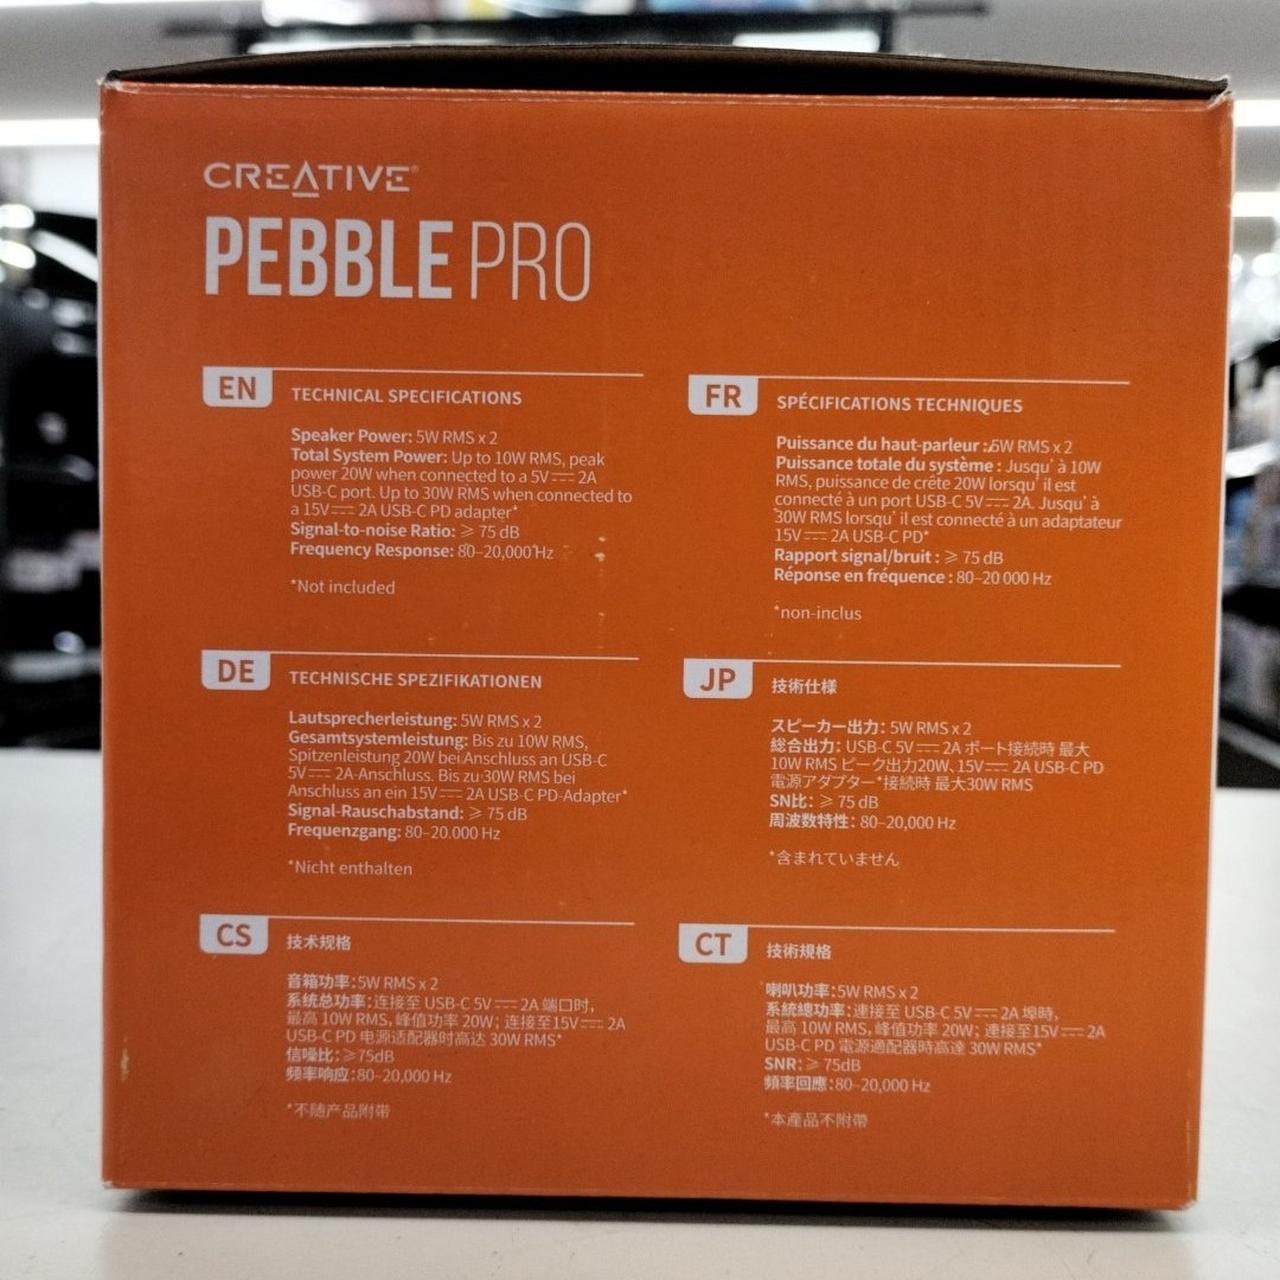 CREATIVE®
PEBBLE PRO
EN
TECHNICAL SPECIFICATIONS
Speaker Power: 5W RMS x 2
Total System Power: Up to 10W RMS, peak
power 20W when connected to a 5V⎓ 2A
USB-C port. Up to 30W RMS when connected to
a 15V⎓ 2A USB-C PD adapter*
Signal-to-noise Ratio: ⩾ 75 dB
Frequency Response: 80–20,000 Hz
*Not included
FR
SPÉCIFICATIONS TECHNIQUES
Puissance du haut-parleur : 5W RMS x 2
Puissance totale du système : Jusqu' à 10W
RMS, puissance de crête 20W lorsqu' il est
connecté à un port USB-C 5V⎓ 2A. Jusqu' à
30W RMS lorsqu' il est connecté à un adaptateur
15V⎓ 2A USB-C PD*
Rapport signal/bruit : ⩾ 75 dB
Réponse en fréquence : 80–20 000 Hz
*non-inclus
DE
TECHNISCHE SPEZIFIKATIONEN
Lautsprecherleistung: 5W RMS x 2
Gesamtsystemleistung: Bis zu 10W RMS,
Spitzenleistung 20W bei Anschluss an USB-C
5V⎓ 2A-Anschluss. Bis zu 30W RMS bei
Anschluss an ein 15V⎓ 2A USB-C PD-Adapter*
Signal-Rauschabstand: ⩾ 75 dB
Frequenzgang: 80–20.000 Hz
*Nicht enthalten
JP
技術仕様
スピーカー出力: 5W RMS x 2
総合出力: USB-C 5V⎓ 2A ポート接続時 最大
10W RMS ピーク出力20W、15V⎓ 2A USB-C PD
電源アダプター*接続時 最大30W RMS
SN比: ⩾ 75 dB
周波数特性: 80–20,000 Hz
*含まれていません
CS
技术规格
音箱功率：5W RMS x 2
系统总功率：连接至 USB-C 5V⎓ 2A 端口时，
最高 10W RMS，峰值功率 20W；连接至15V⎓ 2A
USB-C PD 电源适配器时高达 30W RMS*
信噪比：⩾75dB
频率响应：80–20,000 Hz
*不随产品附带
CT
技術規格
喇叭功率：5W RMS x 2
系統總功率：連接至 USB-C 5V⎓ 2A 埠時，
最高 10W RMS，峰值功率 20W；連接至15V⎓ 2A
USB-C PD 電源適配器時高達 30W RMS*
SNR：⩾ 75dB
頻率回應：80–20,000 Hz
*本產品不附帶